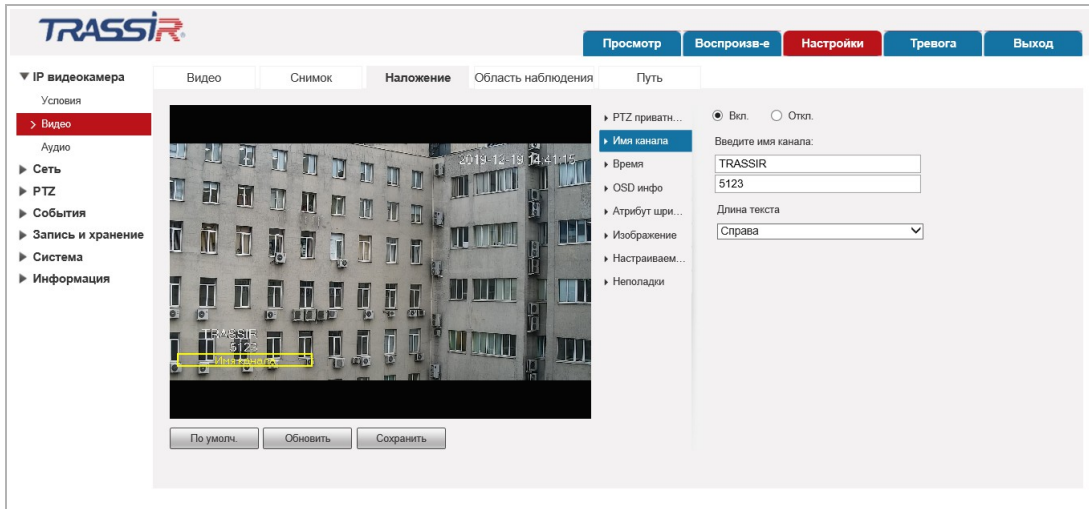 TRASSIR
Просмотр
Воспроизв-е
Настройки
Тревога
Выход
IP видеокамера
Условия
Видео
Аудио
Сеть
PTZ
События
Запись и хранение
Система
Информация
Видео
Снимок
Наложение
Область наблюдения
Путь
2019-12-19 14:41:15
TRASSIR
5123
Имя канала
По умолч.
Обновить
Сохранить
PTZ приватн...
Имя канала
Время
OSD инфо
Атрибут шри...
Изображение
Настраиваем...
Неполадки
Вкл.
Откл.
Введите имя канала:
TRASSIR
5123
Длина текста
Справа